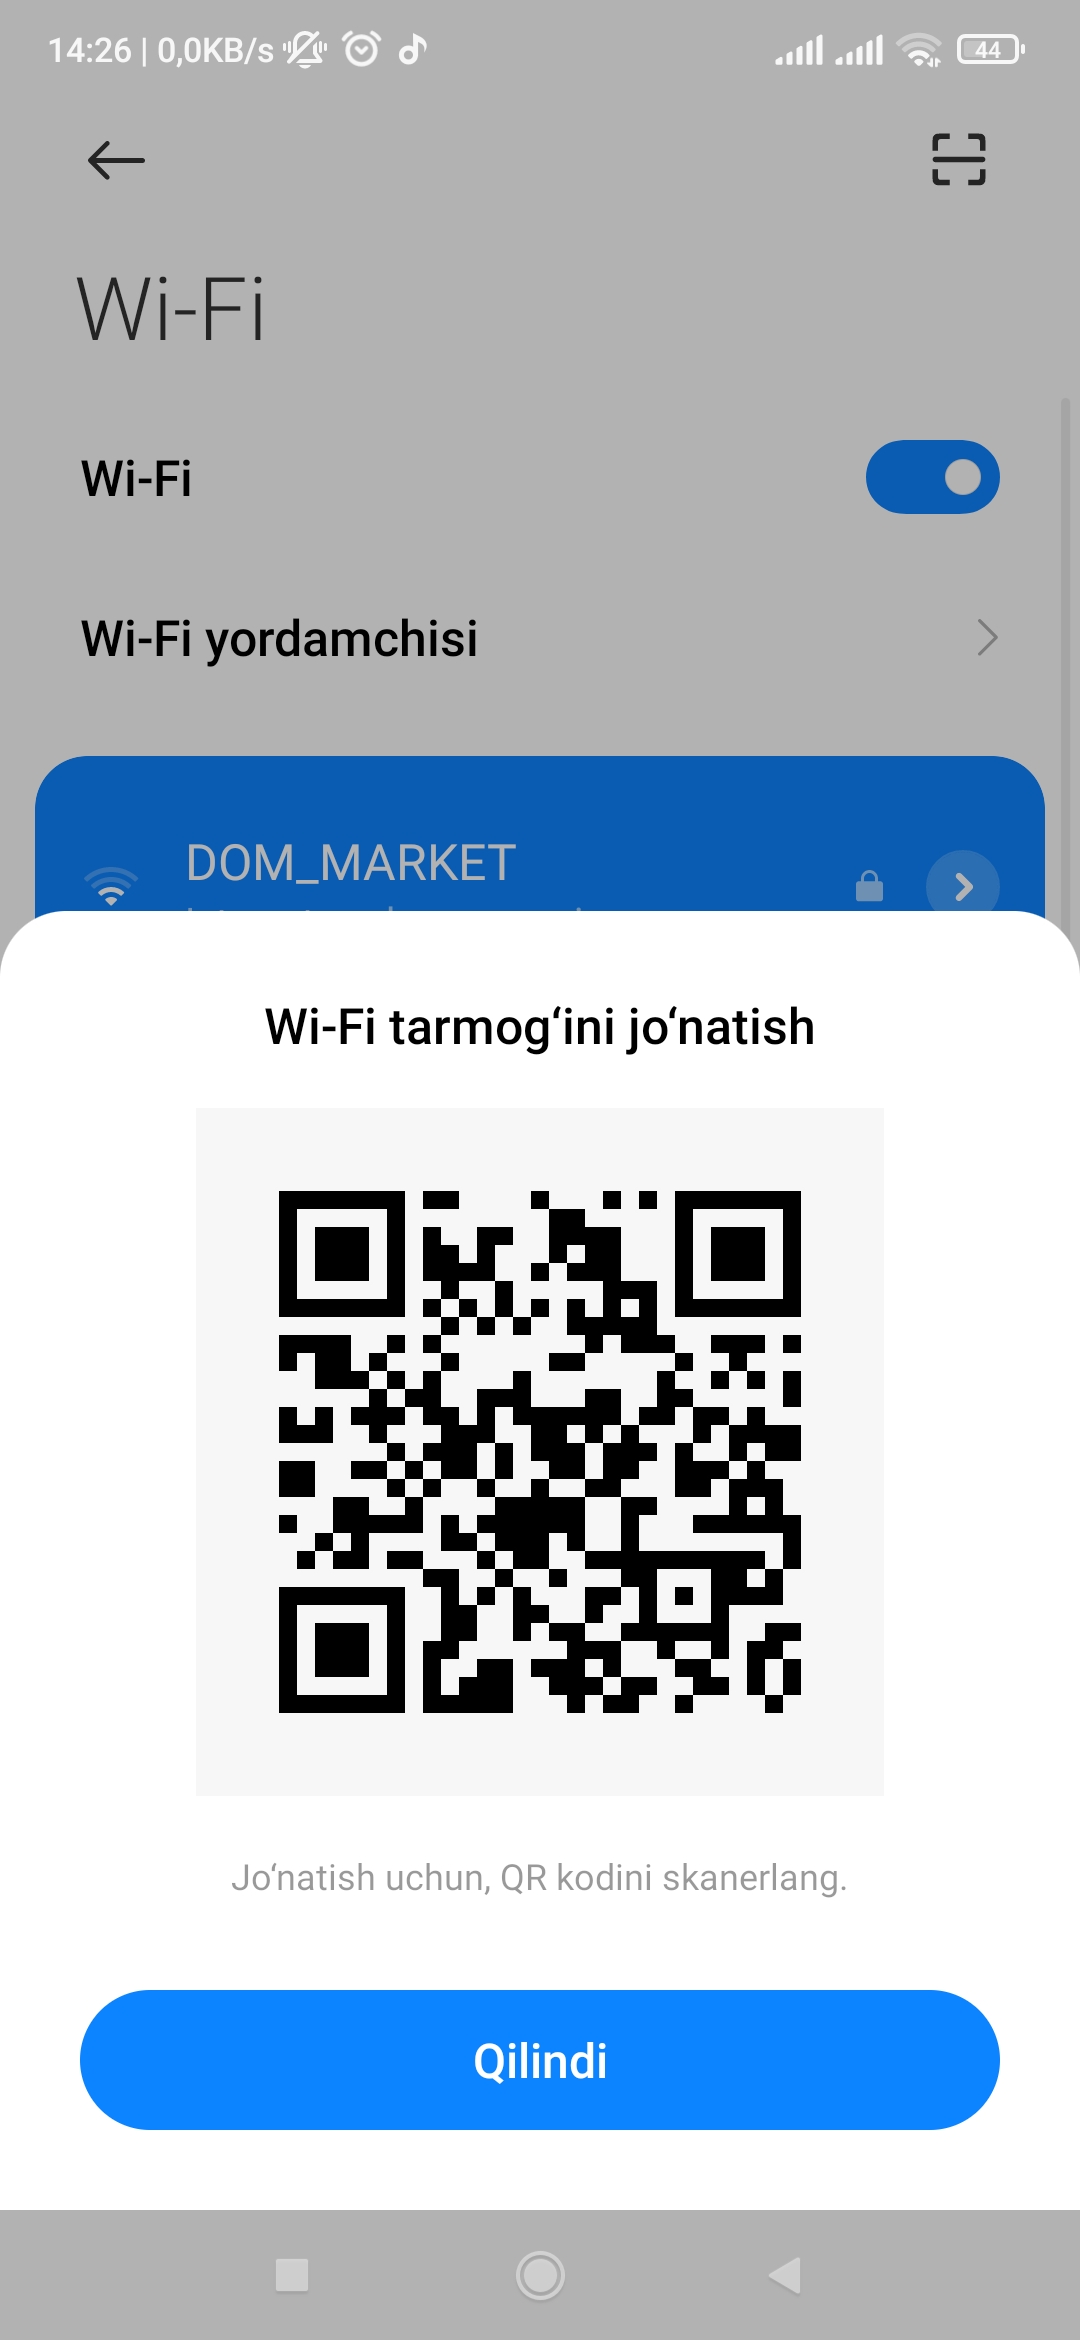 14:26 | 0,0KB/s 44
Wi-Fi
Wi-Fi
Wi-Fi yordamchisi
DOM_MARKET
Wi-Fi tarmog‘ini jo‘natish
Jo‘natish uchun, QR kodini skanerlang.
Qilindi